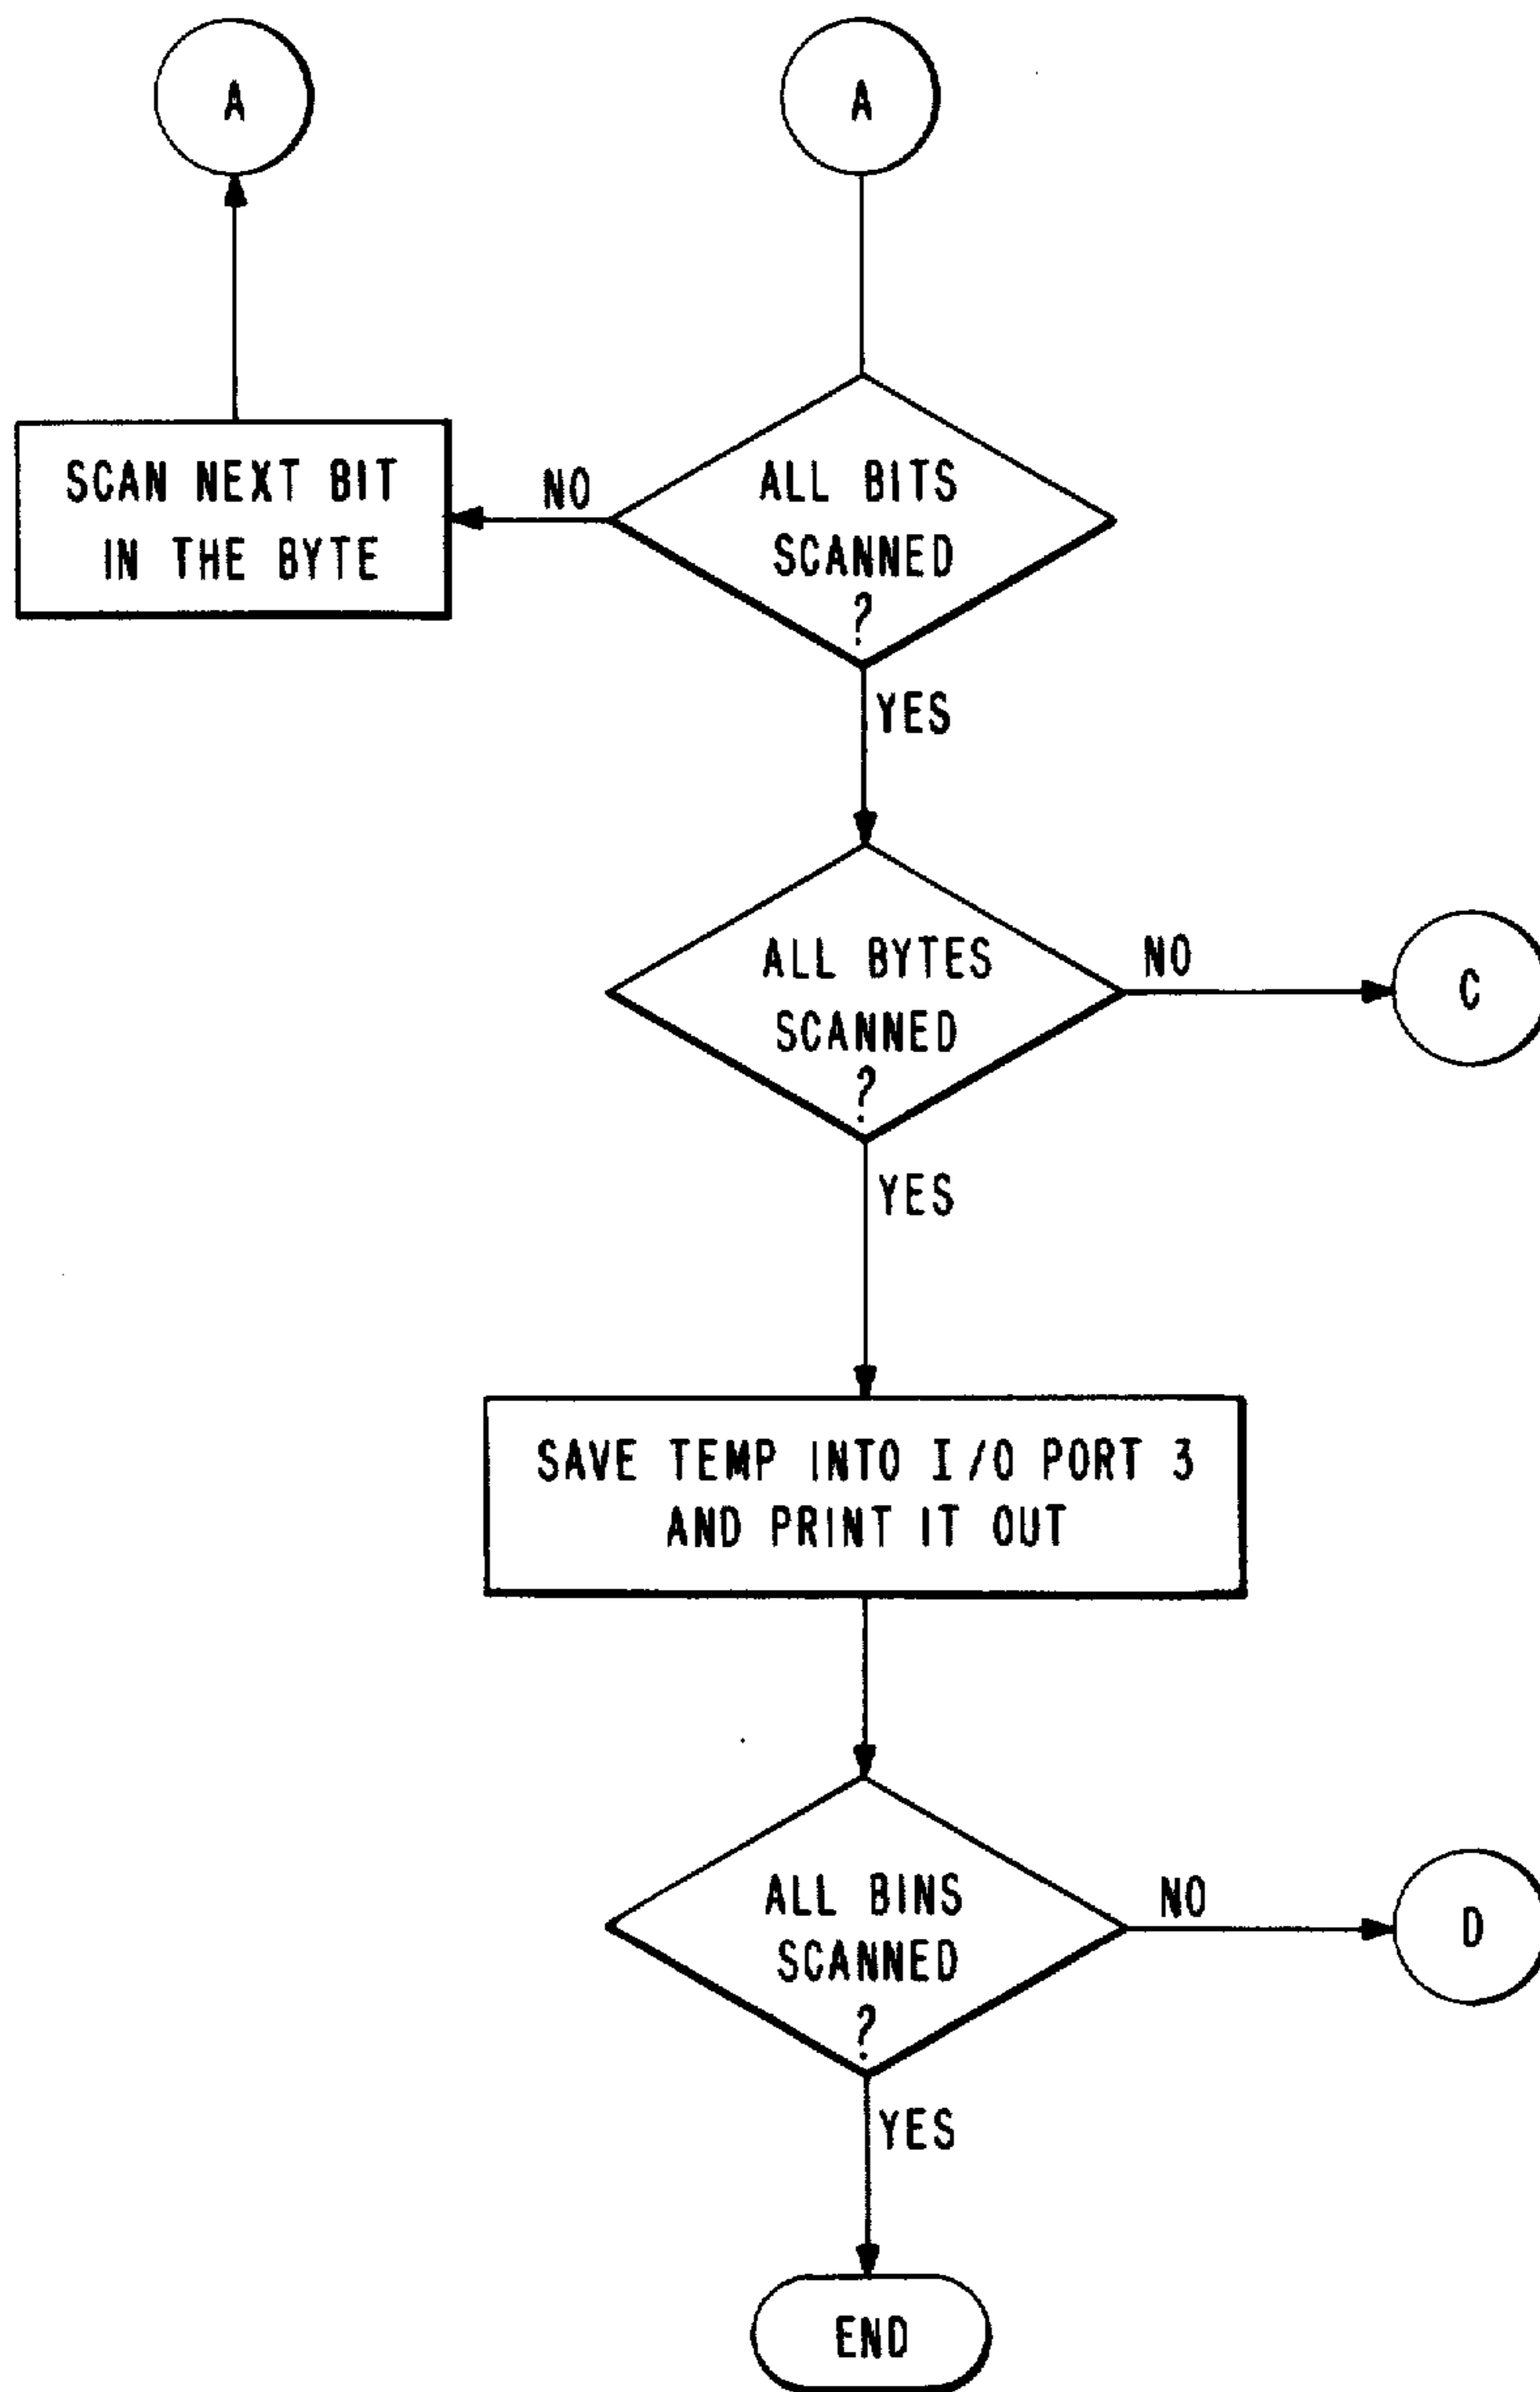 A
A
SCAN NEXT BIT
IN THE BYTE
NO
ALL BITS
SCANNED
?
YES
ALL BYTES
SCANNED
?
NO
C
YES
SAVE TEMP INTO I/O PORT 3
AND PRINT IT OUT
ALL BINS
SCANNED
?
NO
D
YES
END